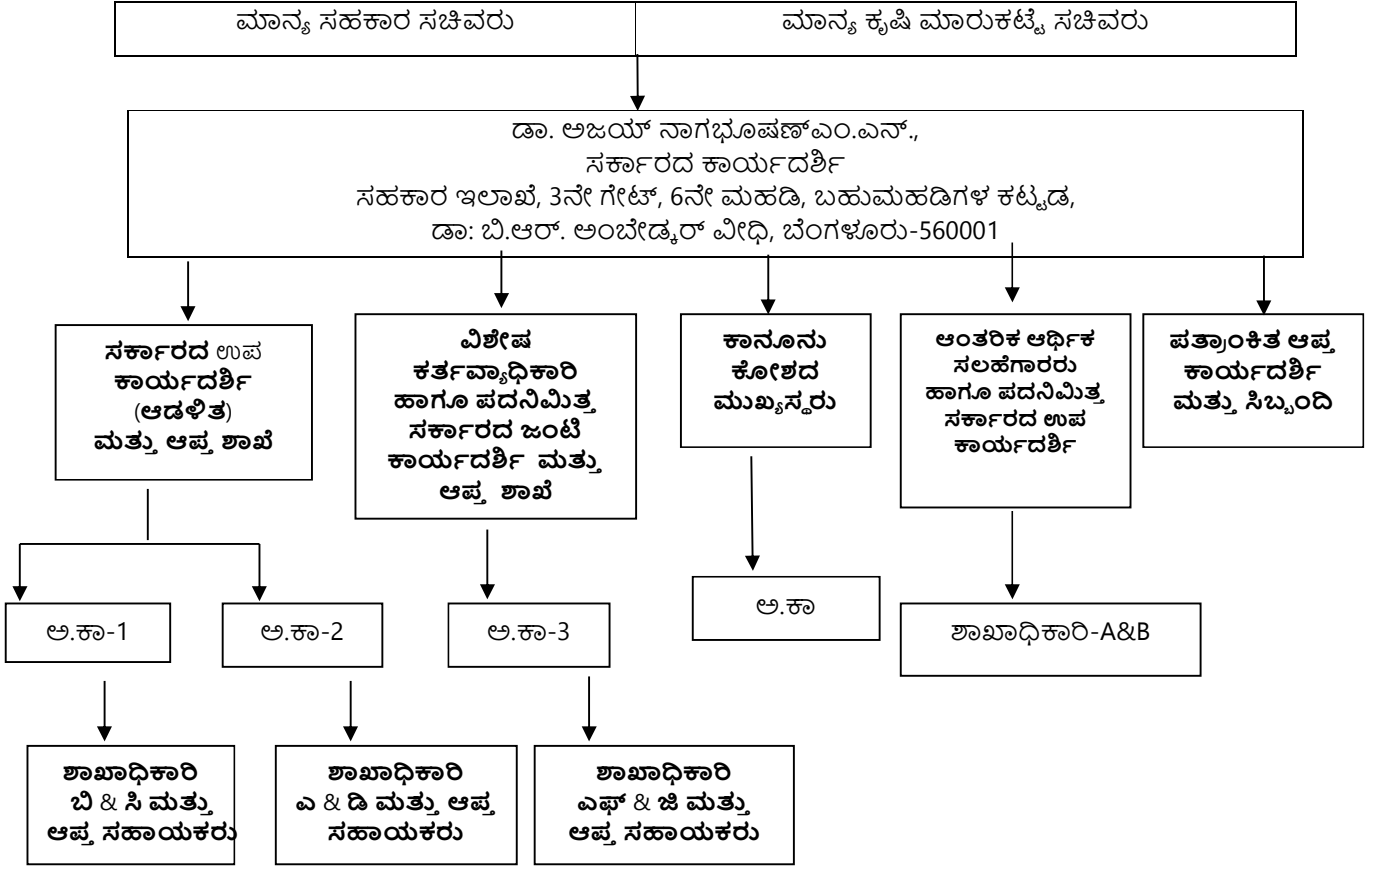 ಮಾನ್ಯ ಸಹಕಾರ ಸಚಿವರು
ಮಾನ್ಯ ಕೃಷಿ ಮಾರುಕಟ್ಟೆ ಸಚಿವರು
ಡಾ. ಅಜಯ್ ನಾಗಭೂಷಣ್‌ಎಂ.ಎನ್.,
ಸರ್ಕಾರದ ಕಾರ್ಯದರ್ಶಿ
ಸಹಕಾರ ಇಲಾಖೆ, 3ನೇ ಗೇಟ್, 6ನೇ ಮಹಡಿ, ಬಹುಮಹಡಿಗಳ ಕಟ್ಟಡ,
ಡಾ: ಬಿ.ಆರ್. ಅಂಬೇಡ್ಕರ್ ವೀಧಿ, ಬೆಂಗಳೂರು-560001
ಸರ್ಕಾರದ ಉಪ
ಕಾರ್ಯದರ್ಶಿ
(ಆಡಳಿತ)
ಮತ್ತು ಆಪ್ತ ಶಾಖೆ
ವಿಶೇಷ
ಕರ್ತವ್ಯಾಧಿಕಾರಿ
ಹಾಗೂ ಪದನಿಮಿತ್ತ
ಸರ್ಕಾರದ ಜಂಟಿ
ಕಾರ್ಯದರ್ಶಿ ಮತ್ತು
ಆಪ್ತ ಶಾಖೆ
ಕಾನೂನು
ಕೋಶದ
ಮುಖ್ಯಸ್ಥರು
ಆಂತರಿಕ ಆರ್ಥಿಕ
ಸಲಹೆಗಾರರು
ಹಾಗೂ ಪದನಿಮಿತ್ತ
ಸರ್ಕಾರದ ಉಪ
ಕಾರ್ಯದರ್ಶಿ
ಪತ್ರಾಂಕಿತ ಆಪ್ತ
ಕಾರ್ಯದರ್ಶಿ
ಮತ್ತು ಸಿಬ್ಬಂದಿ
ಅ.ಕಾ-1
ಅ.ಕಾ-2
ಅ.ಕಾ-3
ಅ.ಕಾ
ಶಾಖಾಧಿಕಾರಿ-A&B
ಶಾಖಾಧಿಕಾರಿ
ಬಿ & ಸಿ ಮತ್ತು
ಆಪ್ತ ಸಹಾಯಕರು
ಶಾಖಾಧಿಕಾರಿ
ಎ & ಡಿ ಮತ್ತು ಆಪ್ತ
ಸಹಾಯಕರು
ಶಾಖಾಧಿಕಾರಿ
ಎಫ್ & ಜಿ ಮತ್ತು
ಆಪ್ತ ಸಹಾಯಕರು